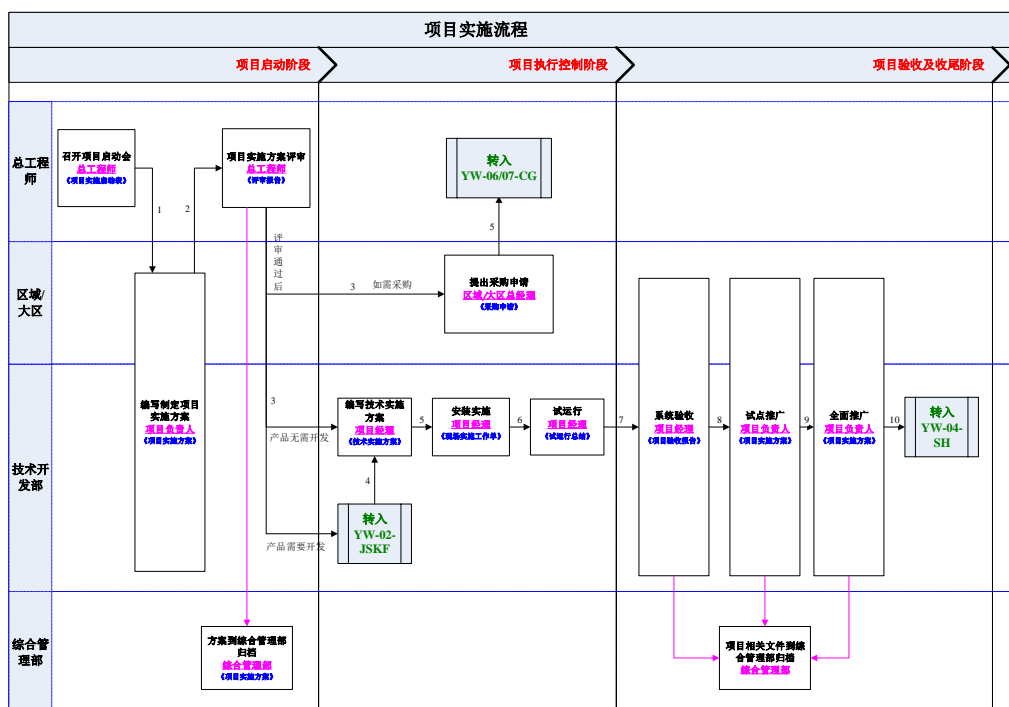 项目实施流程
项目启动阶段
项目执行控制阶段
项目验收及收尾阶段
总工程
师
召开项目启动会
总工程师
《项目实施启动表》
项目实施方案评审
总工程师
《评审报告》
转入
YW-06/07-CG
1
2
5
评
审
通
过
后
区域/
大区
3
如需采购
提出采购申请
区域/大区总经理
《采购申请》
技术开
发部
编写制定项目
实施方案
项目负责人
《项目实施方案》
3
产品无需开发
编写技术实施
方案
项目经理
《技术实施方案》
5
安装实施
项目经理
《现场实施工作单》
6
试运行
项目经理
《试运行总结》
7
系统验收
项目经理
《项目验收报告》
8
试点推广
项目负责人
《项目实施方案》
9
全面推广
项目负责人
《项目实施方案》
10
转入
YW-04-
SH
4
产品需要开发
转入
YW-02-
JSKF
综合管
理部
方案到综合管理部
归档
综合管理部
《项目实施方案》
项目相关文件到综
合管理部归档
综合管理部